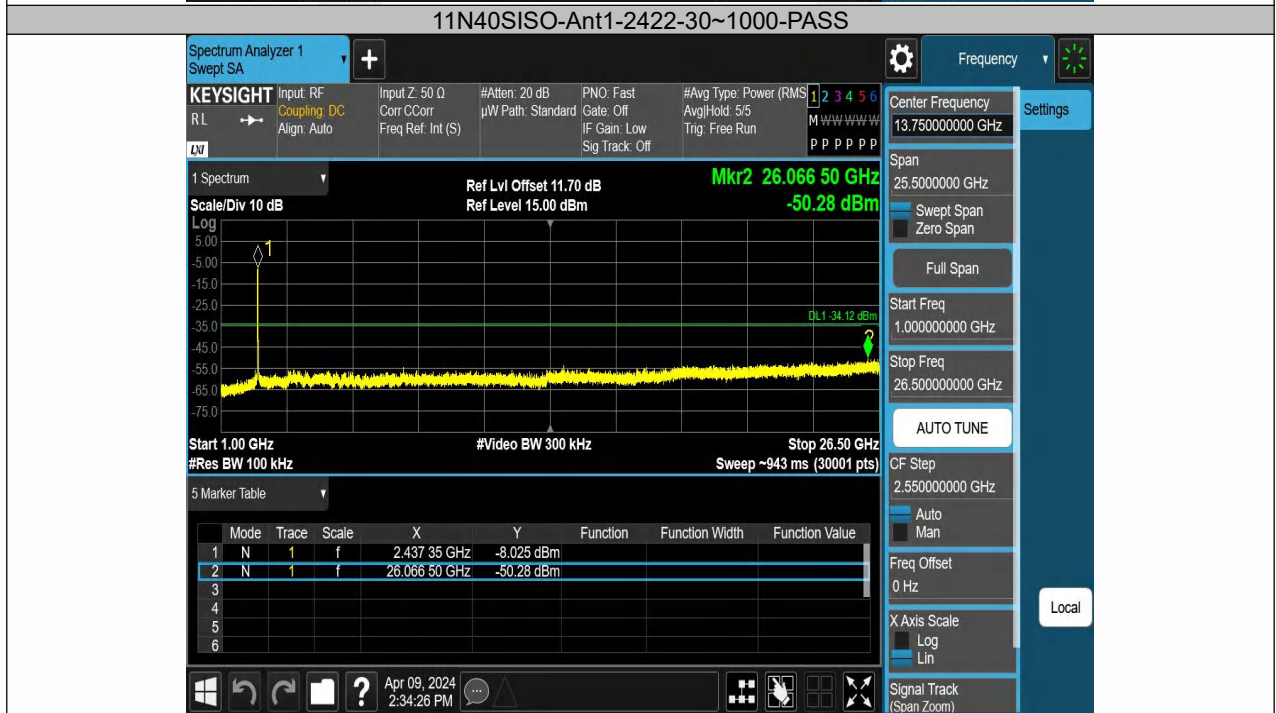 11N40SISO-Ant1-2422-30~1000-PASS
Spectrum Analyzer 1
Swept SA
+
Frequency
KEYSIGHT
RL
LXI
Input: RF
Coupling: DC
Align: Auto
Input Z: 50 Ω
Corr CCorr
Freq Ref: Int (S)
#Atten: 20 dB
µW Path: Standard
PNO: Fast
Gate: Off
IF Gain: Low
Sig Track: Off
#Avg Type: Power (RMS
Avg|Hold: 5/5
Trig: Free Run
1 2 3 4 5 6
M W W W W W
P P P P P P
Center Frequency
13.750000000 GHz
Settings
Span
25.5000000 GHz
Swept Span
Zero Span
Full Span
Start Freq
1.000000000 GHz
Stop Freq
26.500000000 GHz
AUTO TUNE
CF Step
2.550000000 GHz
Auto
Man
Freq Offset
0 Hz
X Axis Scale
Log
Lin
Signal Track
(Span Zoom)
Local
1 Spectrum
Scale/Div 10 dB
Ref Lvl Offset 11.70 dB
Ref Level 15.00 dBm
Mkr2 26.066 50 GHz
-50.28 dBm
Log
5.00
-5.00
-15.0
-25.0
-35.0
-45.0
-55.0
-65.0
-75.0
1
DL1 -34.12 dBm
2
Start 1.00 GHz
#Video BW 300 kHz
Stop 26.50 GHz
#Res BW 100 kHz
Sweep ~943 ms (30001 pts)
5 Marker Table
Mode Trace Scale X Y Function Function Width Function Value
1 N 1 f 2.437 35 GHz -8.025 dBm
2 N 1 f 26.066 50 GHz -50.28 dBm
3
4
5
6
?
Apr 09, 2024
2:34:26 PM